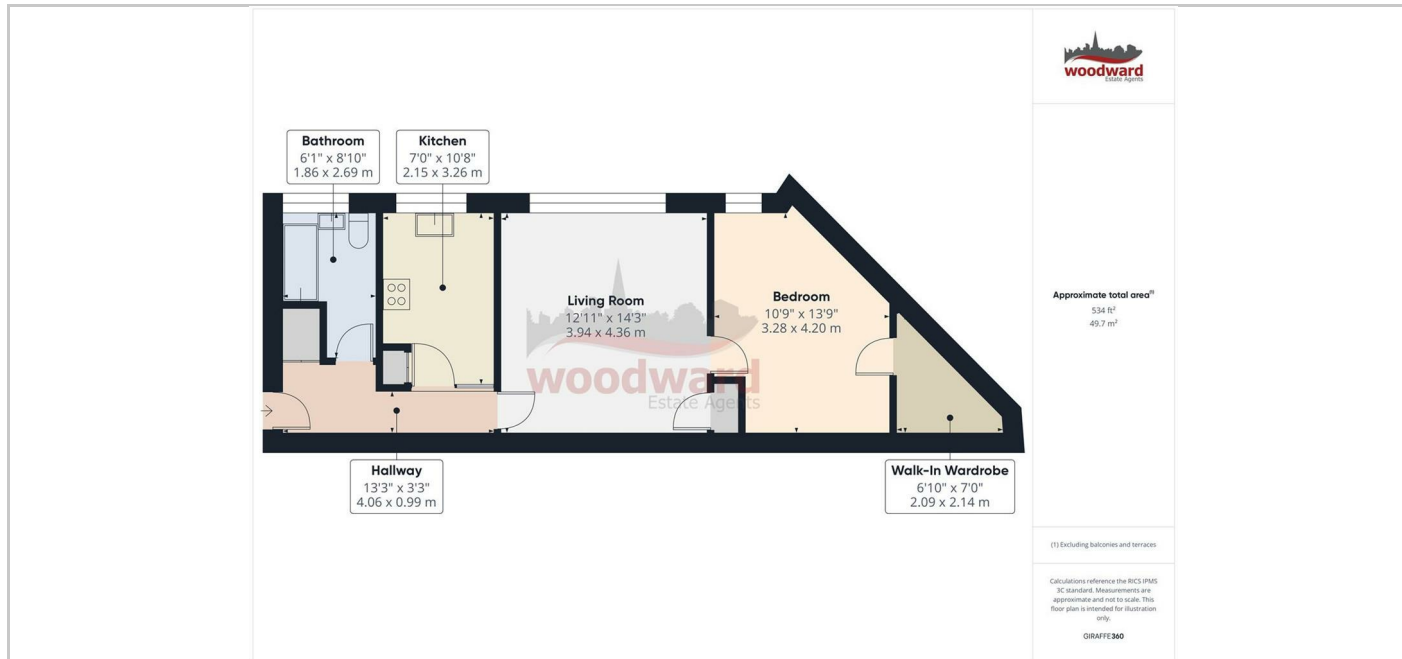 Bathroom
6'1" x 8'10"
1.86 x 2.69 m
Kitchen
7'0" x 10'8"
2.15 x 3.26 m
Living Room
12'11" x 14'3"
3.94 x 4.36 m
Bedroom
10'9" x 13'9"
3.28 x 4.20 m
woodward
Estate Agents
Hallway
13'3" x 3'3"
4.06 x 0.99 m
Walk-In Wardrobe
6'10" x 7'0"
2.09 x 2.14 m
woodward
Estate Agents
Approximate total area⁽¹⁾
534 ft²
49.7 m²
(1) Excluding balconies and terraces
Calculations reference the RICS IPMS
3C standard. Measurements are
approximate and not to scale. This
floor plan is intended for illustration
only.
GIRAFFE360